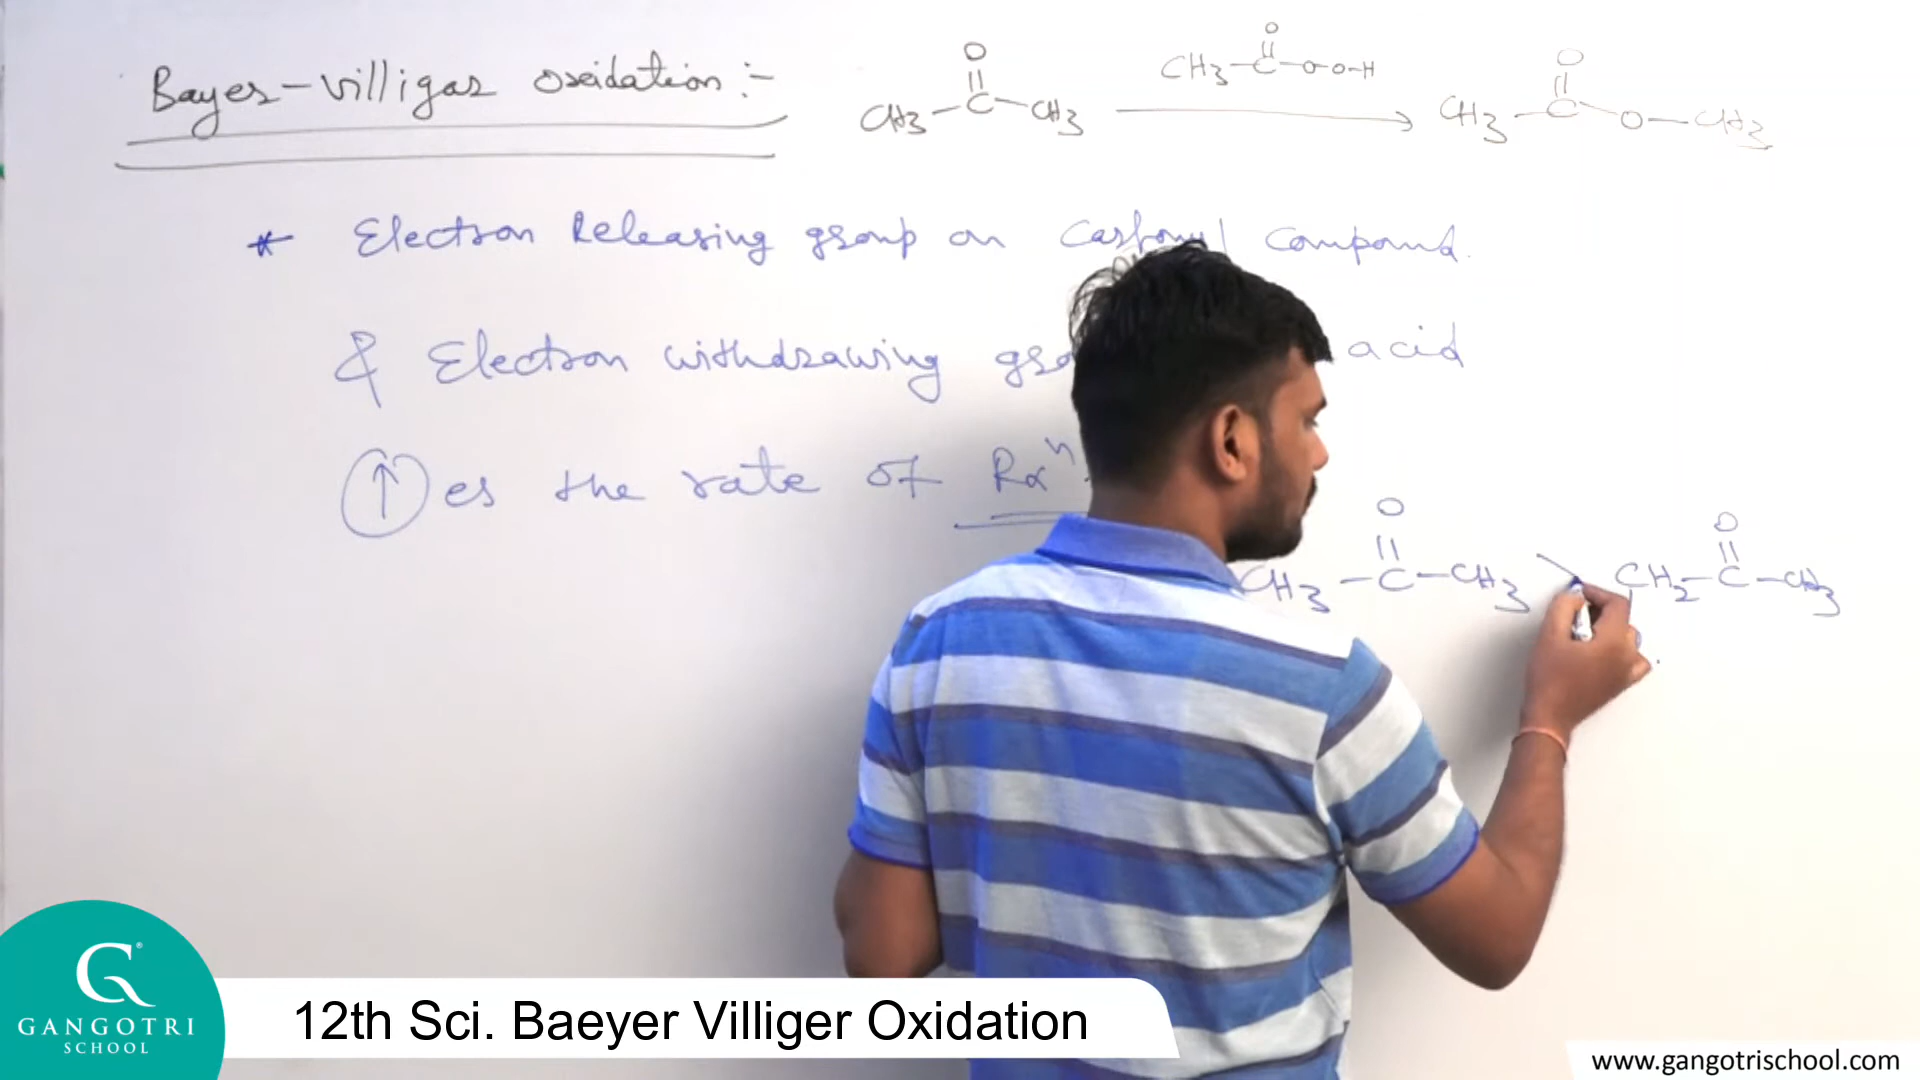 Bayer-villigar oxidation:-
O
CH3-C-CH3
O
CH3-C-O-O-H
O
CH3-C-O-CH3
* Electron Releasing group on carbonyl compound.
& Electron withdrawing acid
↑es the rate of Rxn
O
CH3-C-CH3 >
O
CH2-C-CH3
G®
GANGOTRI
SCHOOL
12th Sci. Baeyer Villiger Oxidation
www.gangotrischool.com